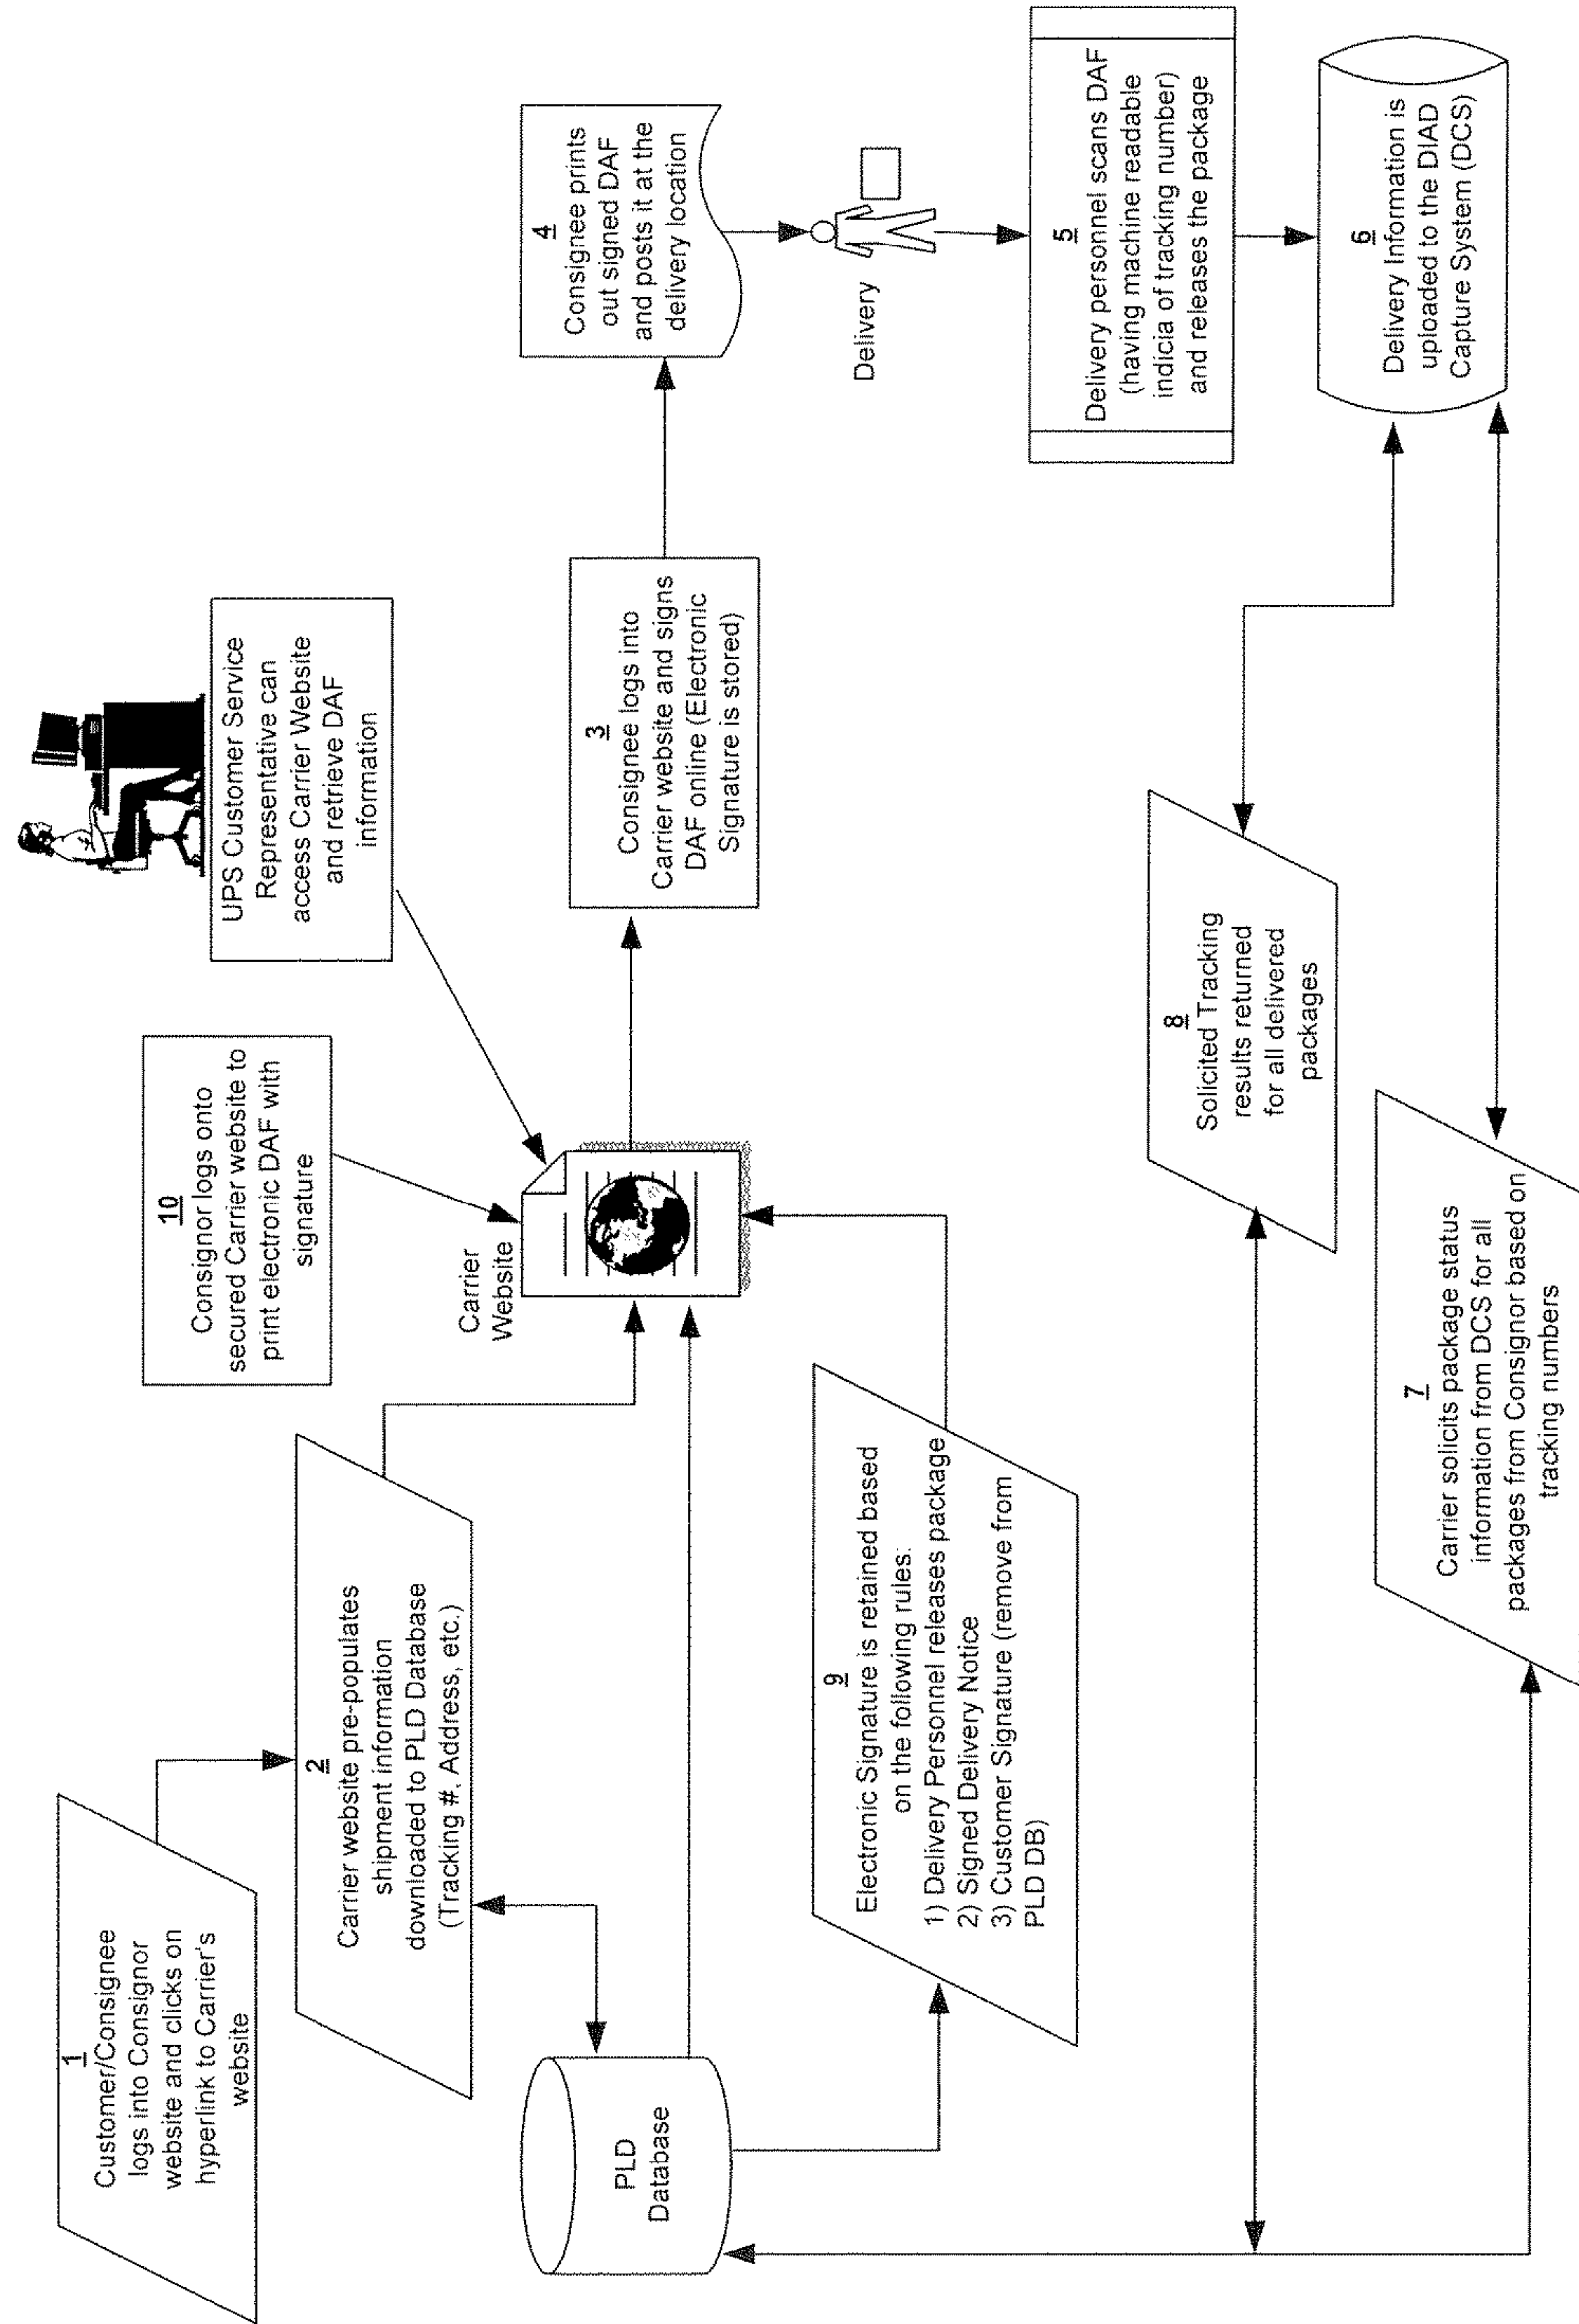 1
Customer/Consignee
logs into Consignor
website and clicks on
hyperlink to Carrier's
website
2
Carrier website pre-populates
shipment information
downloaded to PLD Database
(Tracking #, Address, etc.)
PLD
Database
10
Consignor logs onto
secured Carrier website to
print electronic DAF with
signature
Carrier
Website
UPS Customer Service
Representative can
access Carrier Website
and retrieve DAF
information
3
Consignee logs into
Carrier website and signs
DAF online (Electronic
Signature is stored)
4
Consignee prints
out signed DAF
and posts it at the
delivery location
Delivery
5
Delivery personnel scans DAF
(having machine readable
indicia of tracking number)
and releases the package
6
Delivery Information is
uploaded to the DIAD
Capture System (DCS)
9
Electronic Signature is retained based
on the following rules:
1) Delivery Personnel releases package
2) Signed Delivery Notice
3) Customer Signature (remove from
PLD DB)
8
Solicited Tracking
results returned
for all delivered
packages
7
Carrier solicits package status
information from DCS for all
packages from Consignor based on
tracking numbers